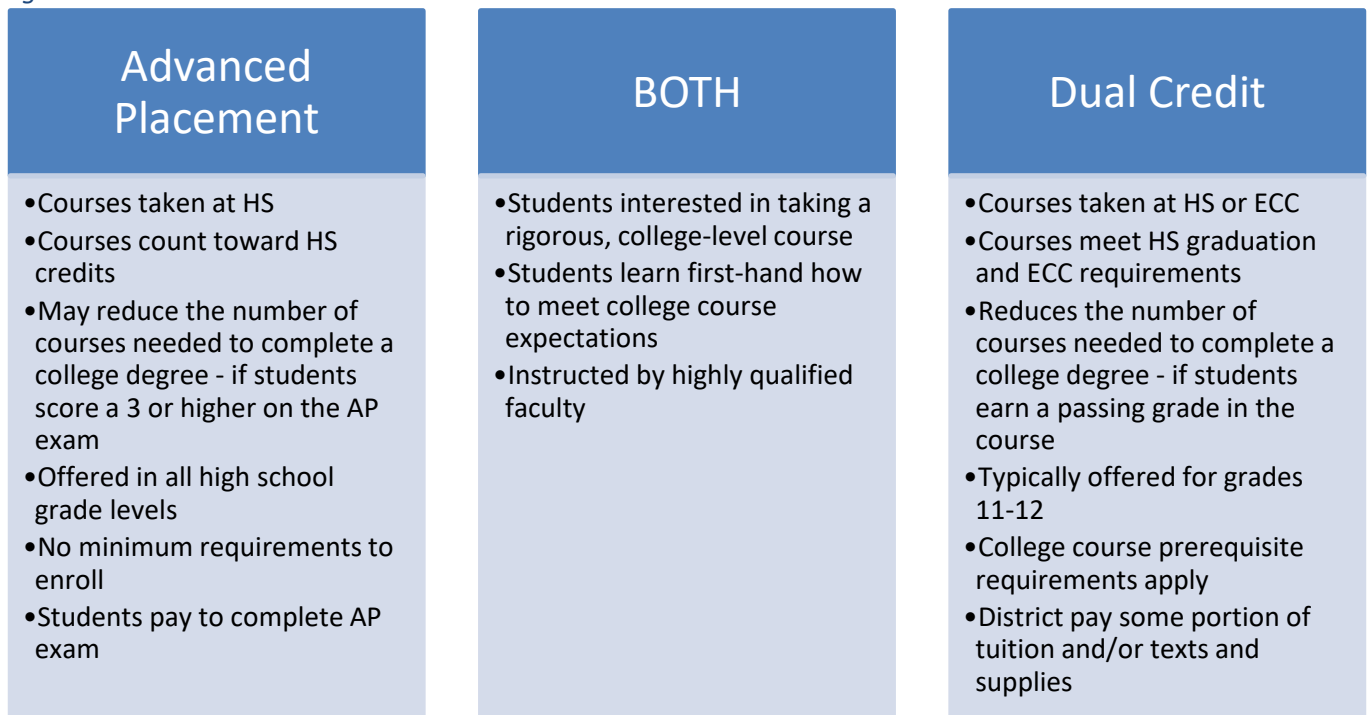 Advanced
Placement
•Courses taken at HS
•Courses count toward HS
credits
•May reduce the number of
courses needed to complete a
college degree - if students
score a 3 or higher on the AP
exam
•Offered in all high school
grade levels
•No minimum requirements to
enroll
•Students pay to complete AP
exam
BOTH
•Students interested in taking a
rigorous, college-level course
•Students learn first-hand how
to meet college course
expectations
•Instructed by highly qualified
faculty
Dual Credit
•Courses taken at HS or ECC
•Courses meet HS graduation
and ECC requirements
•Reduces the number of
courses needed to complete a
college degree - if students
earn a passing grade in the
course
•Typically offered for grades
11-12
•College course prerequisite
requirements apply
•District pay some portion of
tuition and/or texts and
supplies